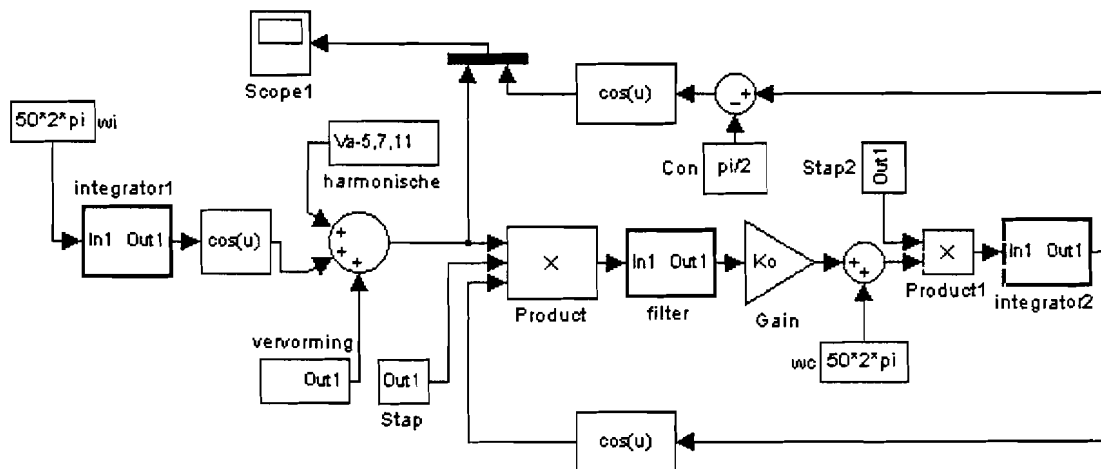 Scope1
cos(u)
- +
50*2*pi wi
Va-5,7,11
harmonische
Con pi/2
Stap2 Out1
integrator1
In1 Out1
cos(u)
+
+
+
×
Product
In1 Out1
filter
Ko
Gain
+
+
×
Product1
In1 Out1
integrator2
vervorming
Out1
Out1
Stap
wc 50*2*pi
cos(u)